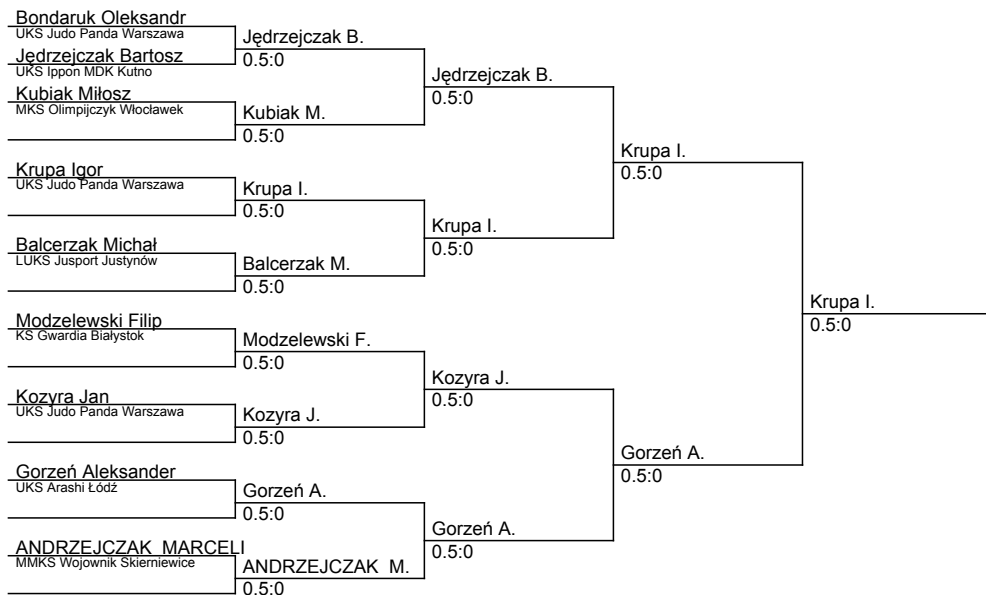 Bondaruk Oleksandr
UKS Judo Panda Warszawa
Jędrzejczak B.
0.5:0
Jędrzejczak Bartosz
UKS Ippon MDK Kutno
Jędrzejczak B.
0.5:0
Kubiak Miłosz
MKS Olimpijczyk Włocławek
Kubiak M.
0.5:0
Krupa I.
0.5:0
Krupa Igor
UKS Judo Panda Warszawa
Krupa I.
0.5:0
Krupa I.
0.5:0
Balcerzak Michał
LUKS Jusport Justynów
Balcerzak M.
0.5:0
Krupa I.
0.5:0
Modzelewski Filip
KS Gwardia Białystok
Modzelewski F.
0.5:0
Kozyra J.
0.5:0
Kozyra Jan
UKS Judo Panda Warszawa
Kozyra J.
0.5:0
Gorzeń A.
0.5:0
Gorzeń Aleksander
UKS Arashi Łódź
Gorzeń A.
0.5:0
Gorzeń A.
0.5:0
ANDRZEJCZAK  MARCELI
MMKS Wojownik Skierniewice
ANDRZEJCZAK  M.
0.5:0